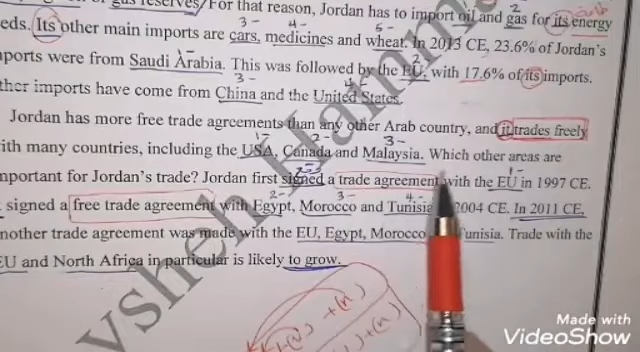 or gas reserves. For that reason, Jordan has to import oil and gas for its energy
eds. Its other main imports are cars, medicines and wheat. In 2013 CE, 23.6% of Jordan's
ports were from Saudi Arabia. This was followed by the EU, with 17.6% of its imports.
ther imports have come from China and the United States.
Jordan has more free trade agreements than any other Arab country, and it trades freely
ith many countries, including the USA, Canada and Malaysia. Which other areas are
mportant for Jordan's trade? Jordan first signed a trade agreement with the EU in 1997 CE.
signed a free trade agreement with Egypt, Morocco and Tunisia 2004 CE. In 2011 CE,
nother trade agreement was made with the EU, Egypt, Morocco Tunisia. Trade with the
EU and North Africa in particular is likely to grow.
Made with
VideoShow